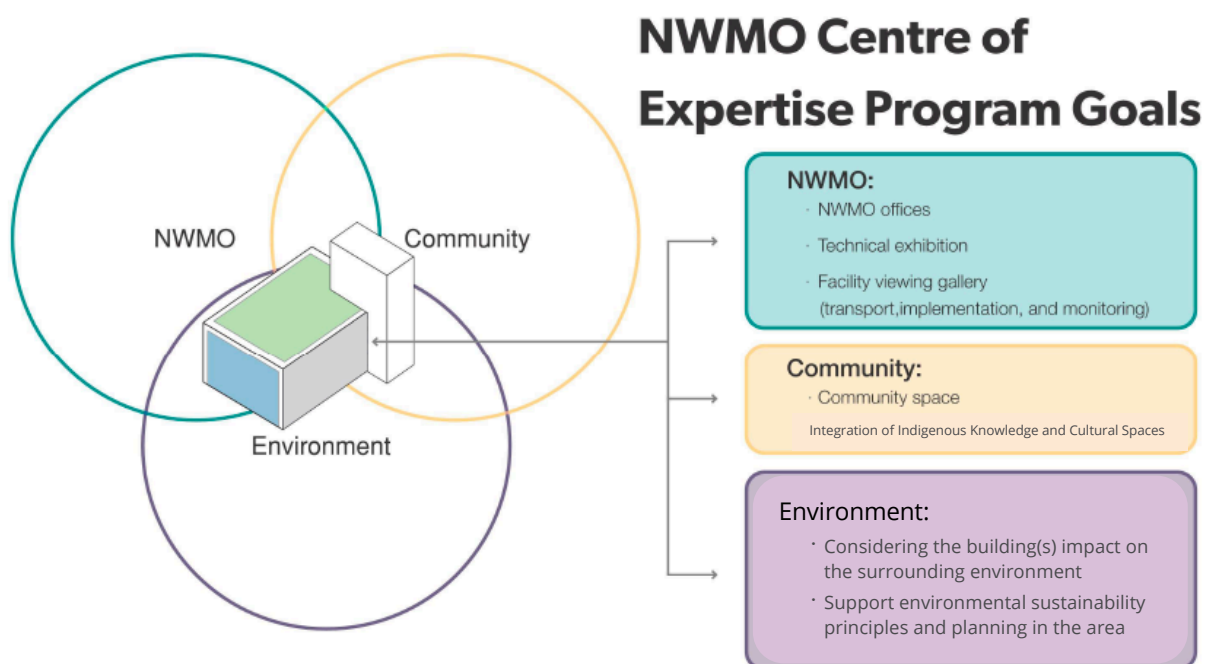 NWMO Centre of
Expertise Program Goals
NWMO
Community
Environment
NWMO:
· NWMO offices
· Technical exhibition
· Facility viewing gallery
(transport,implementation, and monitoring)
Community:
· Community space
Integration of Indigenous Knowledge and Cultural Spaces
Environment:
· Considering the building(s) impact on
the surrounding environment
· Support environmental sustainability
principles and planning in the area